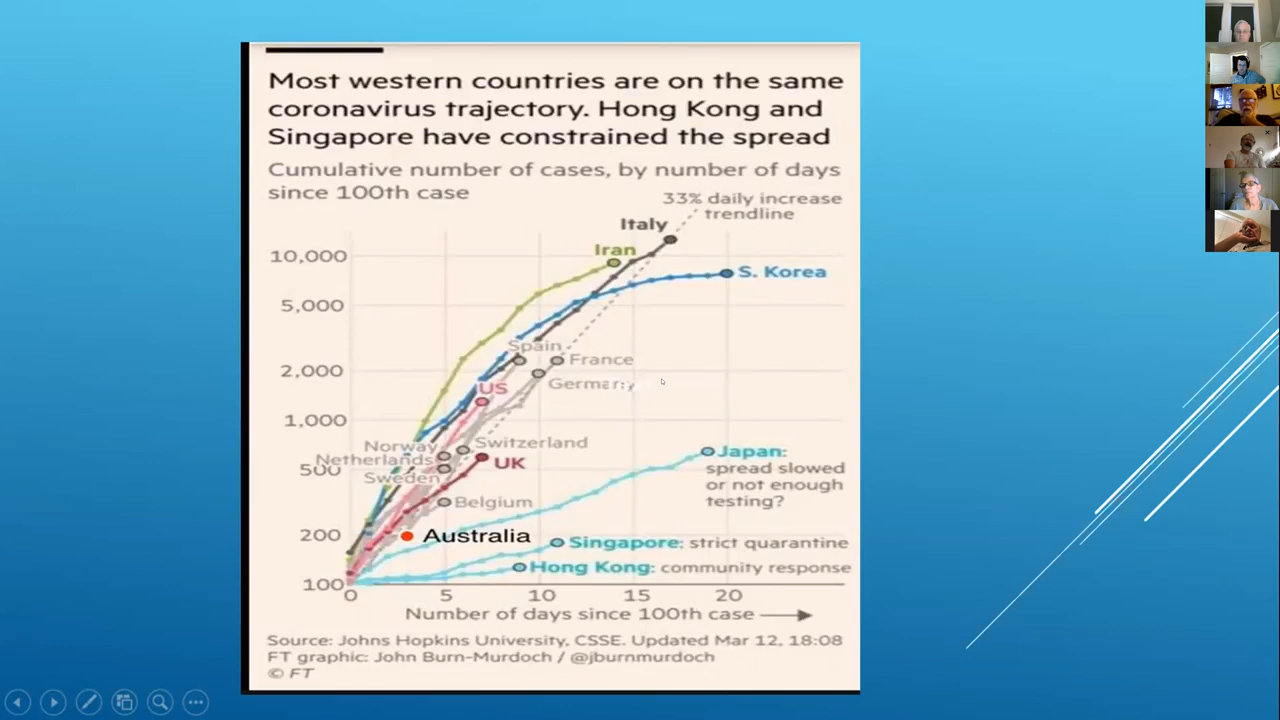 Most western countries are on the same
coronavirus trajectory. Hong Kong and
Singapore have constrained the spread
Cumulative number of cases, by number of days
since 100th case
33% daily increase
trendline
Italy
Iran
10,000
S. Korea
5,000
Spain
France
2,000
Germany
US
1,000
Norway
Switzerland
Netherlands
UK
500
Sweden
Japan:
spread slowed
or not enough
testing?
Belgium
200
Australia
Singapore: strict quarantine
Hong Kong: community response
100
0 5 10 15 20
Number of days since 100th case
Source: Johns Hopkins University, CSSE. Updated Mar 12, 18:08
FT graphic: John Burn-Murdoch / @jburnmurdoch
© FT